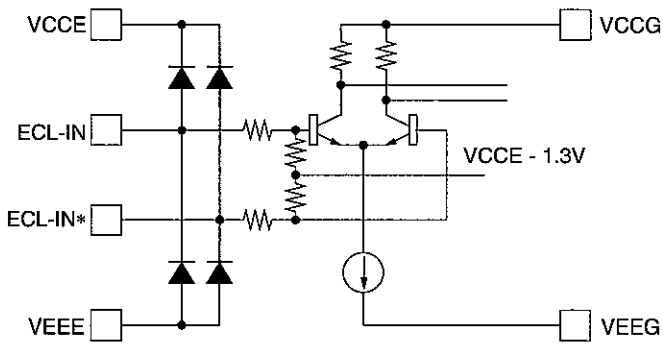 VCCE
VCCG
ECL-IN
VCCE - 1.3V
ECL-IN*
VEEE
VEEG